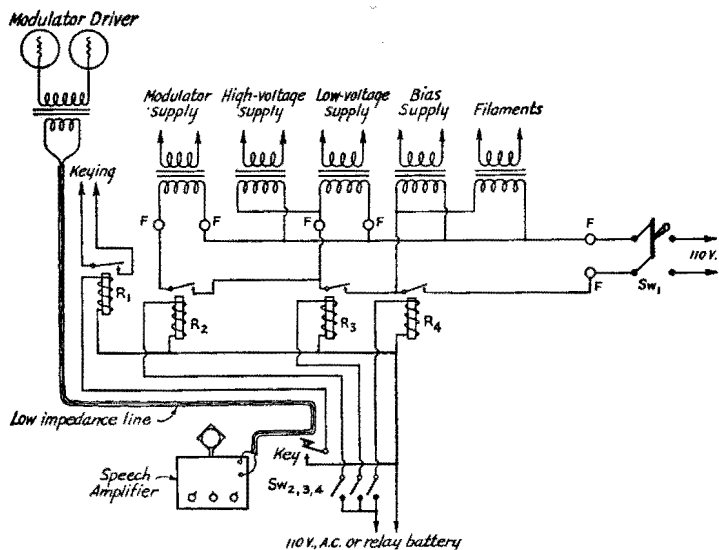 Modulator Driver
Modulator supply
High-voltage supply
Low-voltage supply
Bias Supply
Filaments
Keying
F
F
F
F
F
110 V.
F
Sw1
R1
R2
R3
R4
Low impedance line
Key
Speech Amplifier
Sw2,3,4
110 V., A.C. or relay battery